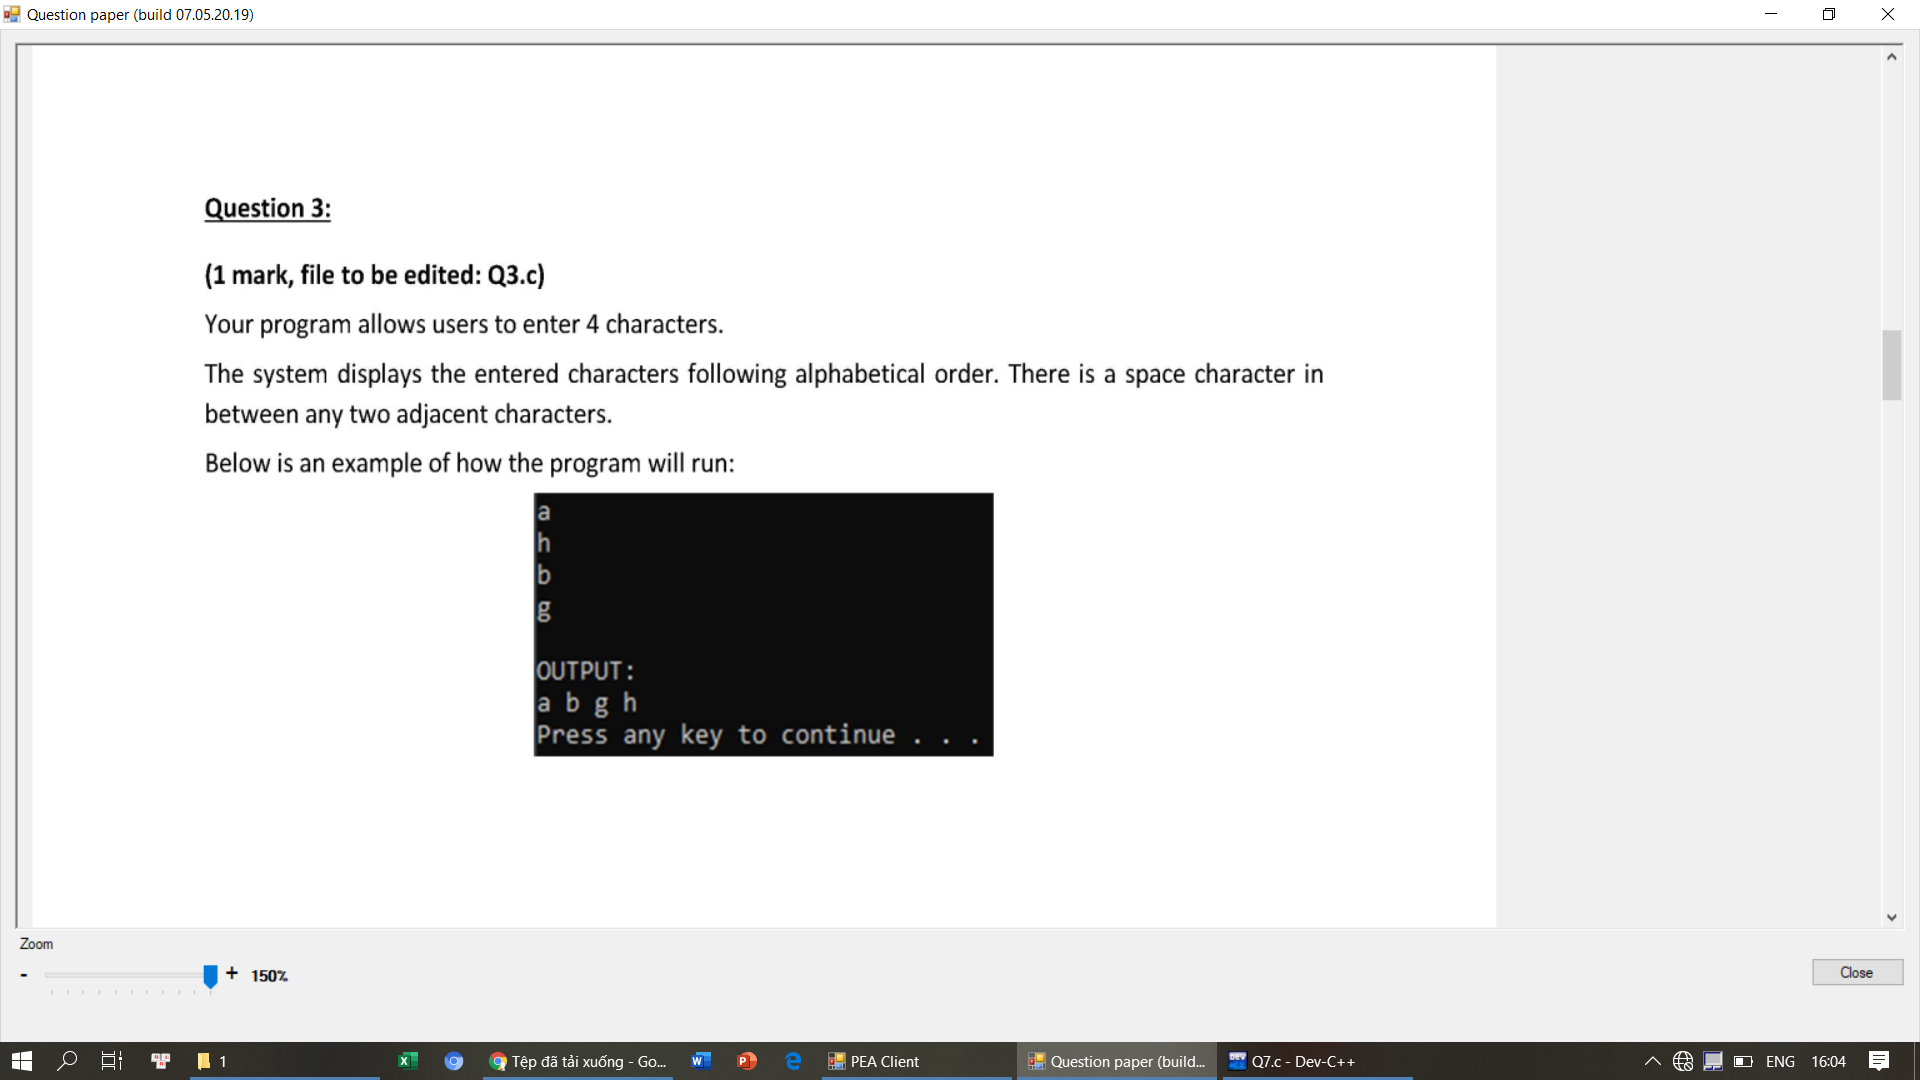 Question paper (build 07.05.20.19)
Question 3:
(1 mark, file to be edited: Q3.c)
Your program allows users to enter 4 characters.
The system displays the entered characters following alphabetical order. There is a space character in
between any two adjacent characters.
Below is an example of how the program will run:
a
h
b
g
OUTPUT:
a b g h
Press any key to continue . . .
Zoom
- + 150%
Close
1
Tệp đã tải xuống - Go...
PEA Client
Question paper (build...
DEV Q7.c - Dev-C++
ENG
16:04